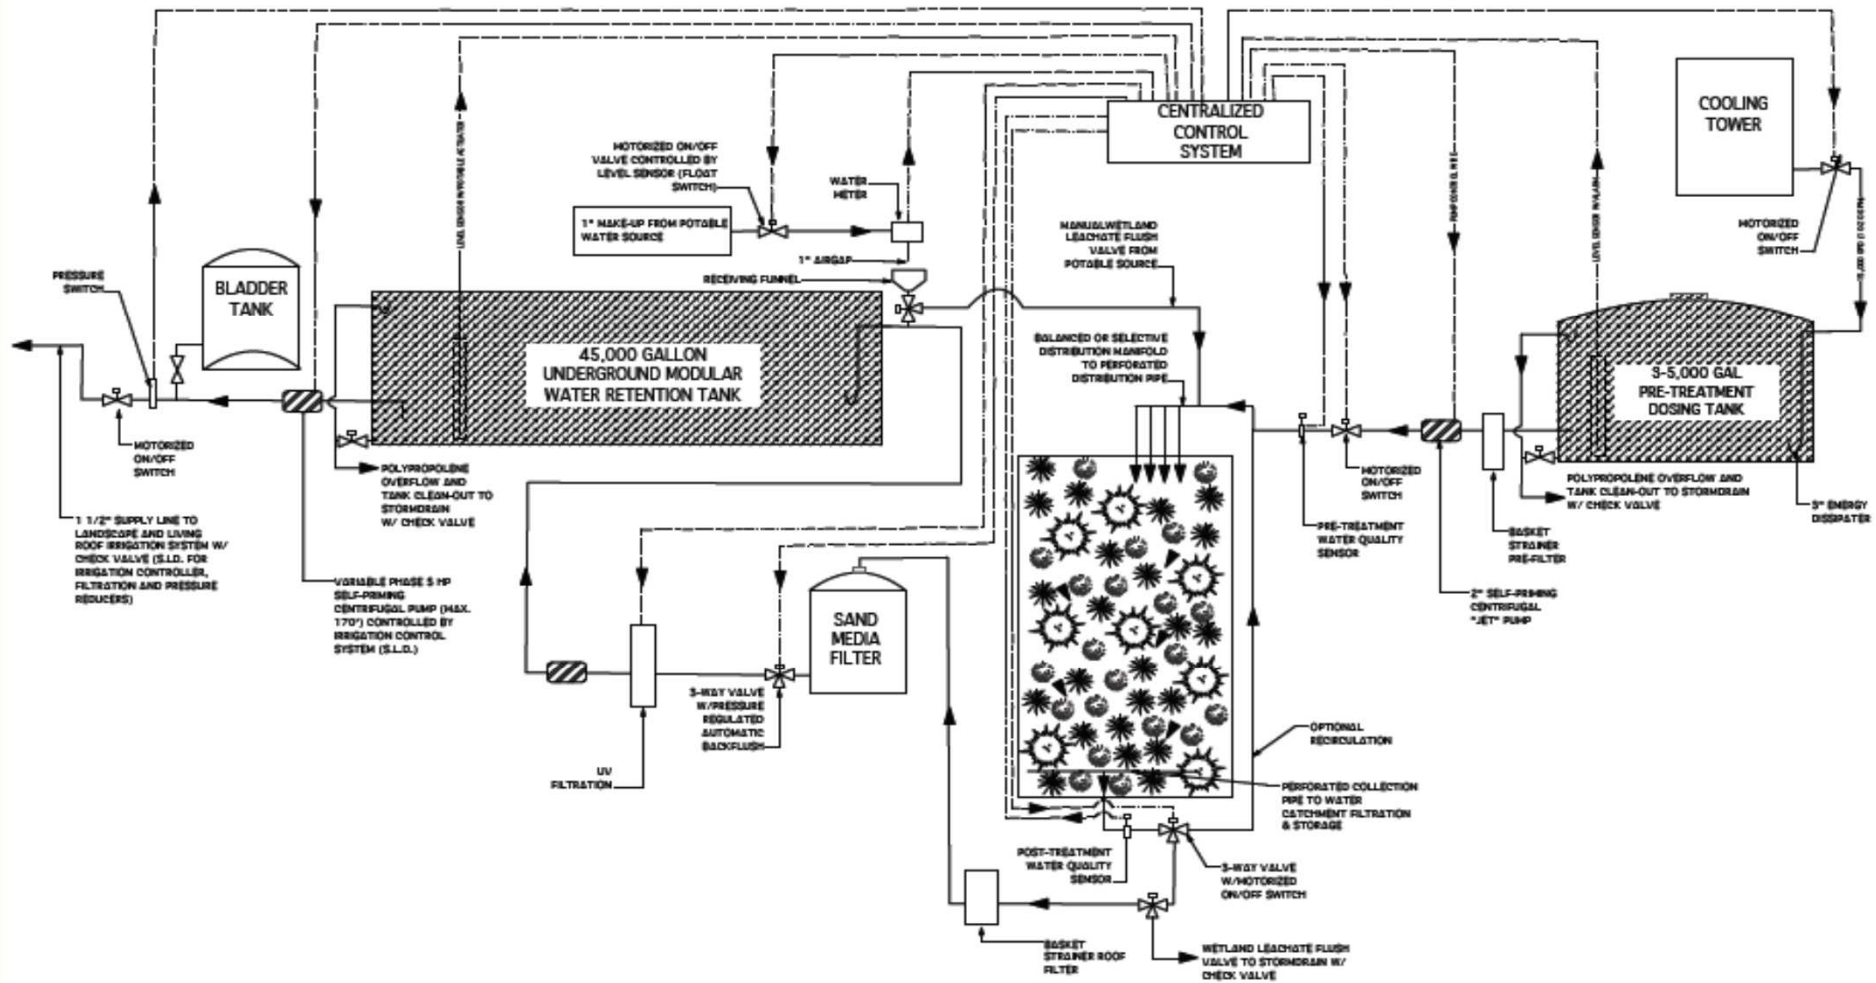 CENTRALIZED
CONTROL
SYSTEM
COOLING
TOWER
MOTORIZED
ON/OFF
SWITCH
MOTORIZED ON/OFF
VALVE CONTROLLED BY
LEVEL SENSOR (FLOAT
SWITCH)
WATER
METER
1" MAKE-UP FROM POTABLE
WATER SOURCE
1" AIRGAP
RECEIVING FUNNEL
MANUALWETLAND
LEACHATE FLUSH
VALVE FROM
POTABLE SOURCE
PRESSURE
SWITCH
BLADDER
TANK
LEVEL SENSOR W/POTABLE ACTUATOR
45,000 GALLON
UNDERGROUND MODULAR
WATER RETENTION TANK
BALANCED OR SELECTIVE
DISTRIBUTION MANIFOLD
TO PERFORATED
DISTRIBUTION PIPE
LEVEL SENSOR W/ALARM
3-5,000 GAL
PRE-TREATMENT
DOSING TANK
MOTORIZED
ON/OFF
SWITCH
POLYPROPOLENE
OVERFLOW AND
TANK CLEAN-OUT TO
STORMDRAIN
W/ CHECK VALVE
1 1/2" SUPPLY LINE TO
LANDSCAPE AND LIVING
ROOF IRRIGATION SYSTEM W/
CHECK VALVE (S.L.D. FOR
IRRIGATION CONTROLLER,
FILTRATION AND PRESSURE
REDUCERS)
VARIABLE PHASE 5 HP
SELF-PRIMING
CENTRIFUGAL PUMP (MAX.
170') CONTROLLED BY
IRRIGATION CONTROL
SYSTEM (S.L.D.)
MOTORIZED
ON/OFF
SWITCH
POLYPROPOLENE OVERFLOW AND
TANK CLEAN-OUT TO STORMDRAIN
W/ CHECK VALVE
3" ENERGY
DISSIPATER
PRE-TREATMENT
WATER QUALITY
SENSOR
BASKET
STRAINER
PRE-FILTER
2" SELF-PRIMING
CENTRIFUGAL
"JET" PUMP
SAND
MEDIA
FILTER
3-WAY VALVE
W/PRESSURE
REGULATED
AUTOMATIC
BACKFLUSH
UV
FILTRATION
OPTIONAL
RECIRCULATION
PERFORATED COLLECTION
PIPE TO WATER
CATCHMENT FILTRATION
& STORAGE
POST-TREATMENT
WATER QUALITY
SENSOR
3-WAY VALVE
W/MOTORIZED
ON/OFF SWITCH
BASKET
STRAINER ROOF
FILTER
WETLAND LEACHATE FLUSH
VALVE TO STORMDRAIN W/
CHECK VALVE